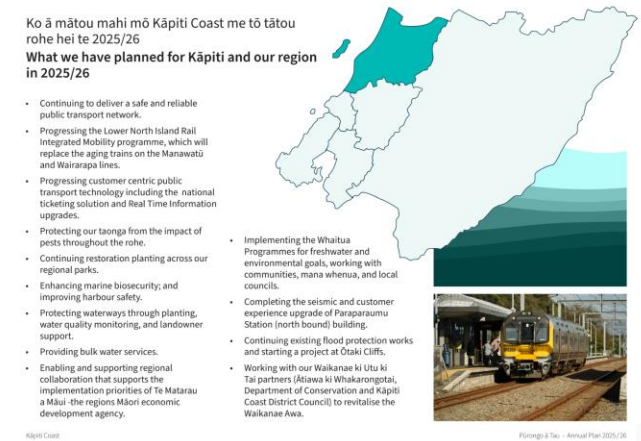 Ko ā mātou mahi mō Kāpiti Coast me tō tātou
rohe hei te 2025/26
What we have planned for Kāpiti and our region
in 2025/26
• Continuing to deliver a safe and reliable
public transport network.
• Progressing the Lower North Island Rail
Integrated Mobility programme, which will
replace the aging trains on the Manawatū
and Wairarapa lines.
• Progressing customer centric public
transport technology including the national
ticketing solution and Real Time Information
upgrades.
• Protecting our taonga from the impact of
pests throughout the rohe.
• Continuing restoration planting across our
regional parks.
• Enhancing marine biosecurity; and
improving harbour safety.
• Protecting waterways through planting,
water quality monitoring, and landowner
support.
• Providing bulk water services.
• Enabling and supporting regional
collaboration that supports the
implementation priorities of Te Matarau
a Māui -the regions Māori economic
development agency.
• Implementing the Whaitua
Programmes for freshwater and
environmental goals, working with
communities, mana whenua, and local
councils.
• Completing the seismic and customer
experience upgrade of Paraparaumu
Station (north bound) building.
• Continuing existing flood protection works
and starting a project at Ōtaki Cliffs.
• Working with our Waikanae ki Utu ki
Tai partners (Ātiawa ki Whakarongotai,
Department of Conservation and Kāpiti
Coast District Council) to revitalise the
Waikanae Awa.
Kāpiti Coast
Pūrongo ā Tau - Annual Plan 2025/26